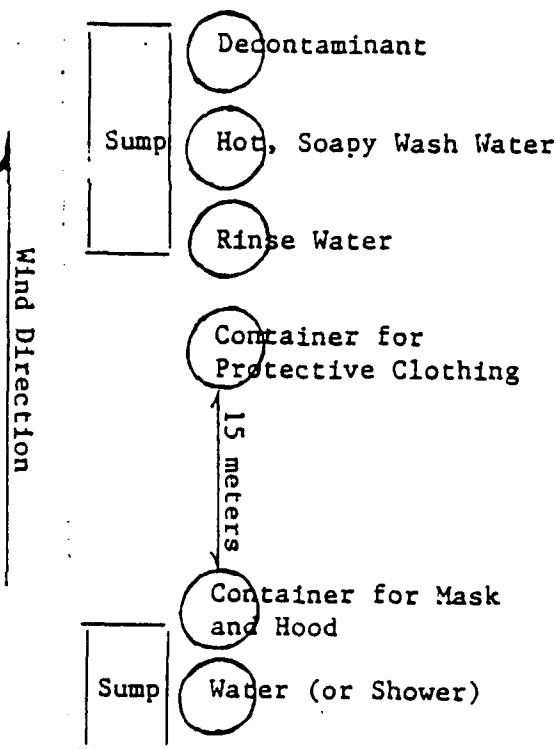 Decontaminant
Sump
Hot, Soapy Wash Water
Rinse Water
Wind Direction
Container for
Protective Clothing
15 meters
Container for Mask
and Hood
Sump
Water (or Shower)